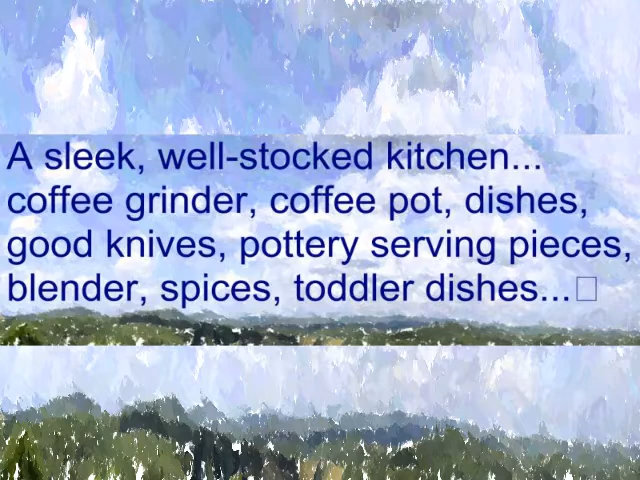 A sleek, well-stocked kitchen...
coffee grinder, coffee pot, dishes,
good knives, pottery serving pieces,
blender, spices, toddler dishes...